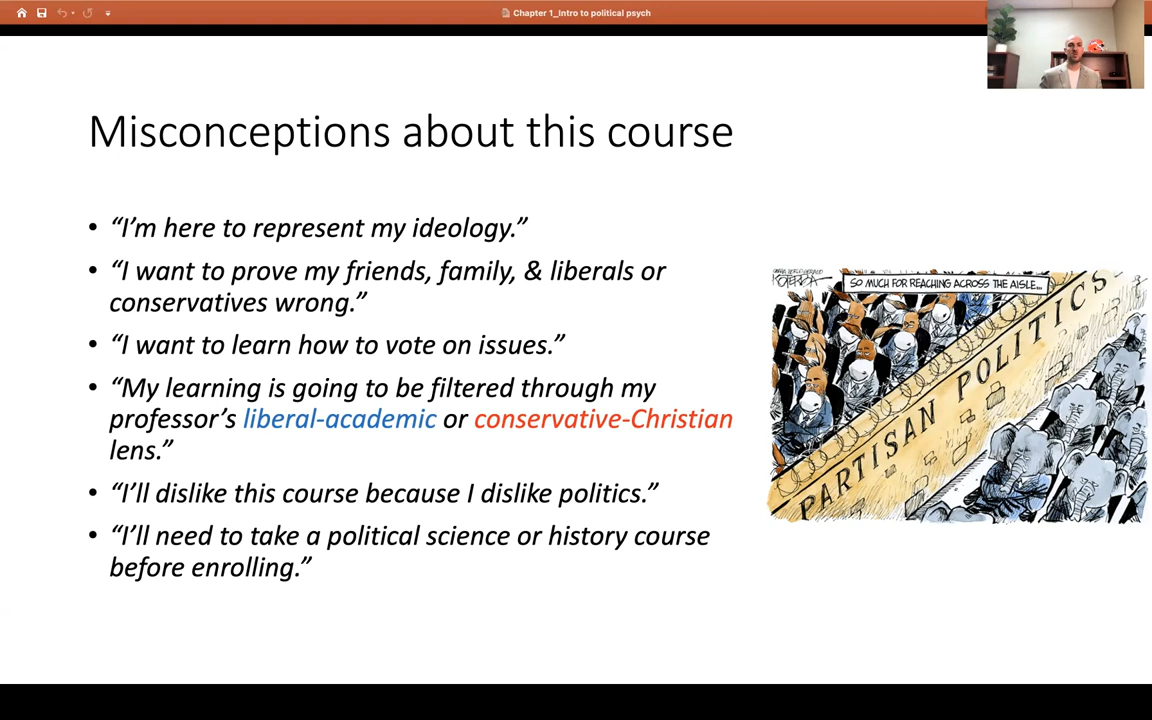 Chapter 1_Intro to political psych
Misconceptions about this course
• “I’m here to represent my ideology.”
• “I want to prove my friends, family, & liberals or
conservatives wrong.”
• “I want to learn how to vote on issues.”
• “My learning is going to be filtered through my
professor’s liberal-academic or conservative-Christian
lens.”
• “I’ll dislike this course because I dislike politics.”
• “I’ll need to take a political science or history course
before enrolling.”
SO MUCH FOR REACHING ACROSS THE AISLE...
PARTISAN POLITICS